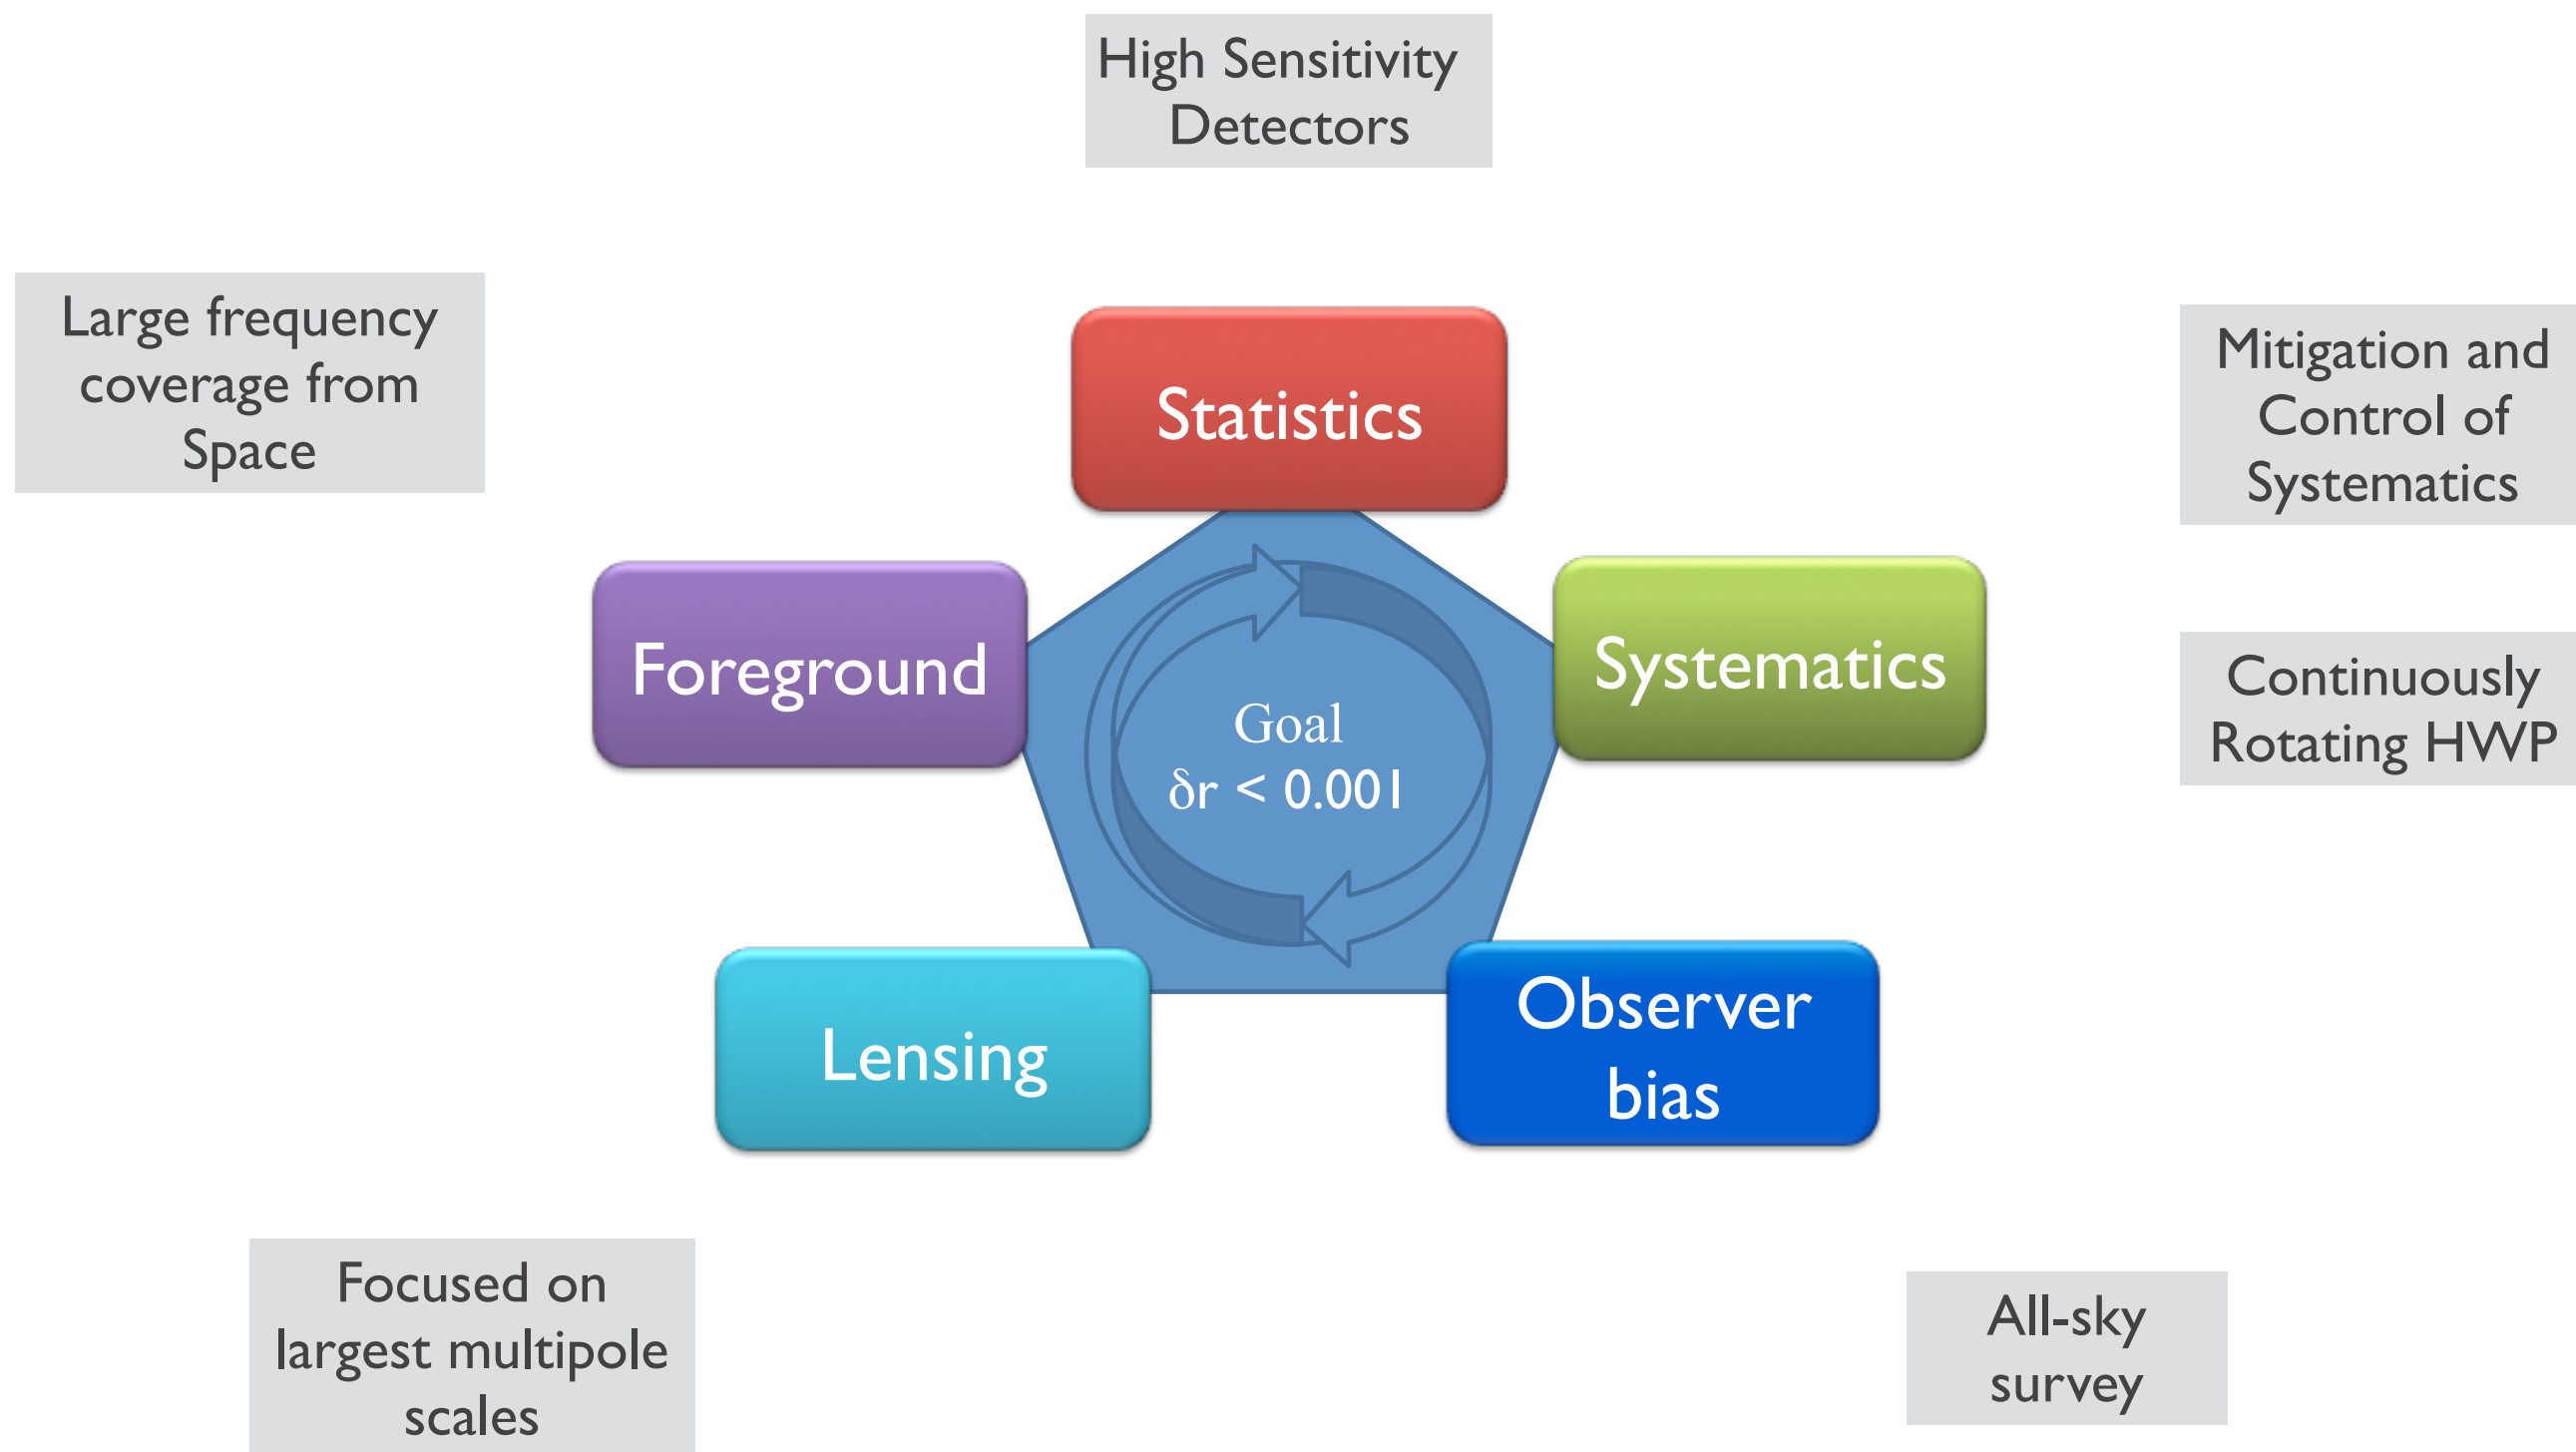 High Sensitivity
Detectors
Large frequency
coverage from
Space
Mitigation and
Control of
Systematics
Statistics
Foreground
Systematics
Continuously
Rotating HWP
Goal
δr < 0.001
Lensing
Observer
bias
Focused on
largest multipole
scales
All-sky
survey